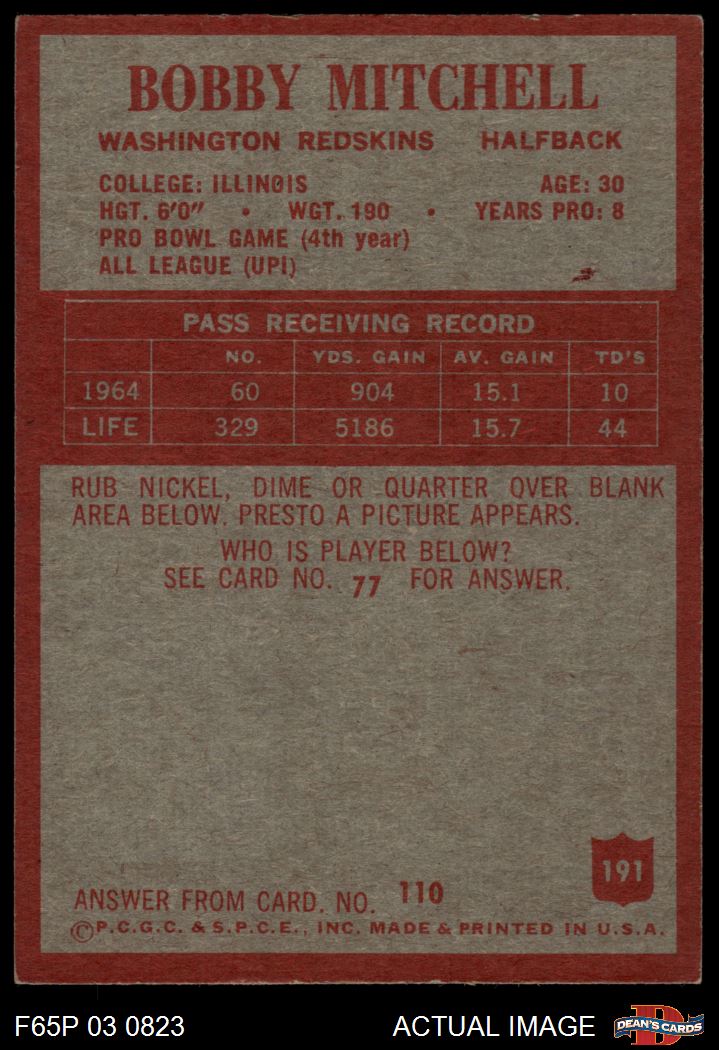 BOBBY MITCHELL
WASHINGTON REDSKINS HALFBACK
COLLEGE: ILLINOIS AGE: 30
HGT. 6'0" • WGT. 190 • YEARS PRO: 8
PRO BOWL GAME (4th year)
ALL LEAGUE (UPI)
PASS RECEIVING RECORD
NO. YDS. GAIN AV. GAIN TD'S
1964 60 904 15.1 10
LIFE 329 5186 15.7 44
RUB NICKEL, DIME OR QUARTER OVER BLANK
AREA BELOW. PRESTO A PICTURE APPEARS.
WHO IS PLAYER BELOW?
SEE CARD NO. 77 FOR ANSWER.
191
ANSWER FROM CARD. NO. 110
©P.C.G.C. & S.P.C.E., INC. MADE & PRINTED IN U.S.A.
F65P 03 0823 ACTUAL IMAGE D DEAN'S CARDS